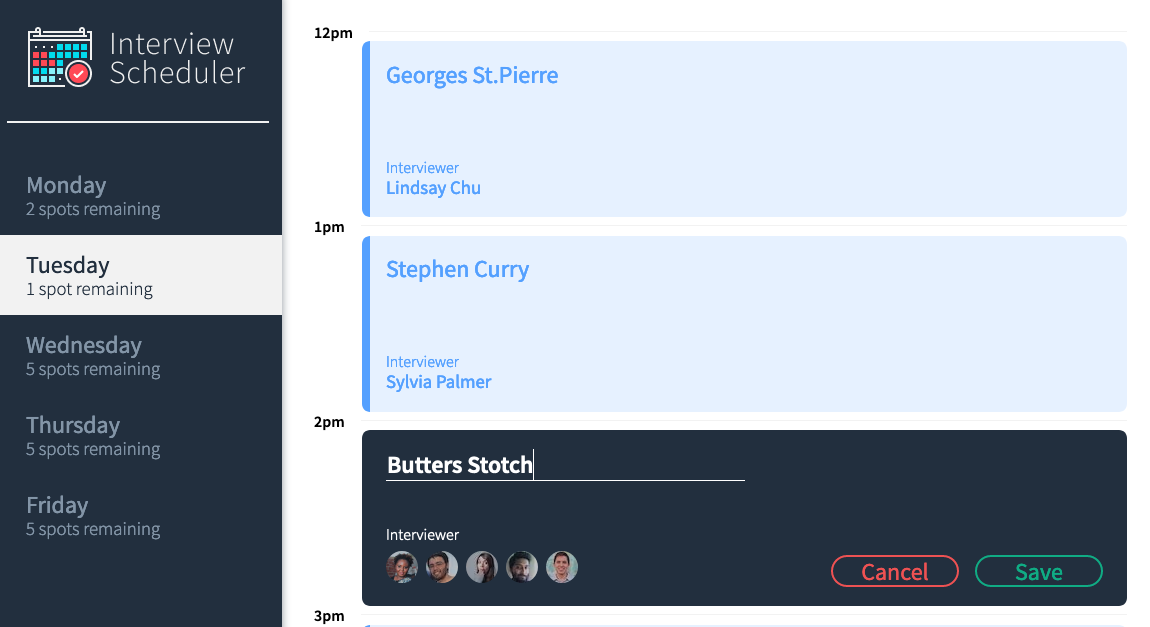 Interview
Scheduler
Monday
2 spots remaining
Tuesday
1 spot remaining
Wednesday
5 spots remaining
Thursday
5 spots remaining
Friday
5 spots remaining
12pm
Georges St.Pierre
Interviewer
Lindsay Chu
1pm
Stephen Curry
Interviewer
Sylvia Palmer
2pm
Butters Stotch
Interviewer
Cancel
Save
3pm